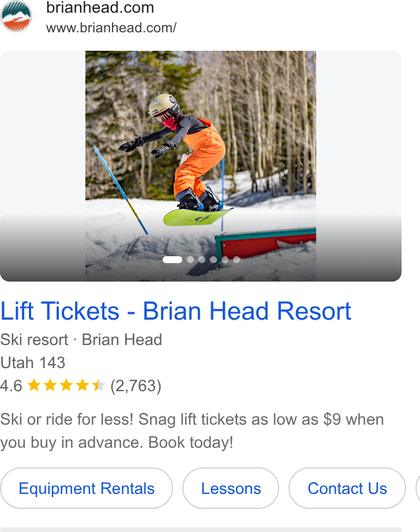 brianhead.com
www.brianhead.com/
Lift Tickets - Brian Head Resort
Ski resort · Brian Head
Utah 143
4.6 (2,763)
Ski or ride for less! Snag lift tickets as low as $9 when
you buy in advance. Book today!
Equipment Rentals Lessons Contact Us